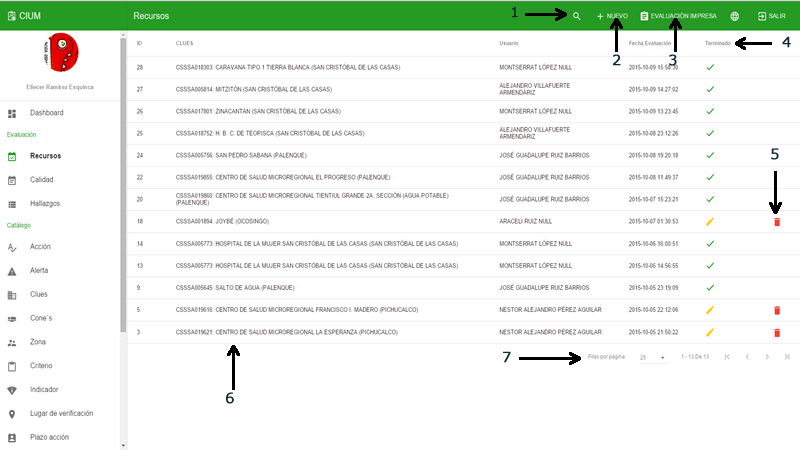 CIUM
Recursos
1
NUEVO
EVALUACIÓN IMPRESA
SALIR
2
3
4
Eliecer Ramírez Esquinca
Dashboard
Evaluación
Recursos
Calidad
Hallazgos
Catálogo
Acción
Alerta
Clues
Cone´s
Zona
Criterio
Indicador
Lugar de verificación
Plazo acción
ID CLUES Usuario Fecha Evaluación Terminado
28 CSSSA018303: CARAVANA TIPO 1 TIERRA BLANCA (SAN CRISTÓBAL DE LAS CASAS) MONTSERRAT LÓPEZ NULL 2015-10-09 15:58:30
27 CSSSA005814: MITZITÓN (SAN CRISTÓBAL DE LAS CASAS) ALEJANDRO VILLAFUERTE 2015-10-09 14:27:02
ARMENDÁRIZ
26 CSSSA017801: ZINACANTÁN (SAN CRISTÓBAL DE LAS CASAS) MONTSERRAT LÓPEZ NULL 2015-10-09 13:23:45
25 CSSSA018752: H. B. C. DE TEOPISCA (SAN CRISTÓBAL DE LAS CASAS) ALEJANDRO VILLAFUERTE 2015-10-08 23:12:26
ARMENDÁRIZ
24 CSSSA005756: SAN PEDRO SABANA (PALENQUE) JOSÉ GUADALUPE RUIZ BARRIOS 2015-10-08 19:20:18
5
22 CSSSA019855: CENTRO DE SALUD MICROREGIONAL EL PROGRESO (PALENQUE) JOSÉ GUADALUPE RUIZ BARRIOS 2015-10-08 11:49:37
20 CSSSA019860: CENTRO DE SALUD MICROREGIONAL TIENTIUL GRANDE 2A. SECCIÓN (AGUA POTABLE) JOSÉ GUADALUPE RUIZ BARRIOS 2015-10-07 15:23:21
(PALENQUE)
18 CSSSA001894: JOYBÉ (OCOSINGO) ARACELI RUIZ NULL 2015-10-07 01:30:53
14 CSSSA005773: HOSPITAL DE LA MUJER SAN CRISTÓBAL DE LAS CASAS (SAN CRISTÓBAL DE LAS CASAS) MONTSERRAT LÓPEZ NULL 2015-10-06 16:00:51
13 CSSSA005773: HOSPITAL DE LA MUJER SAN CRISTÓBAL DE LAS CASAS (SAN CRISTÓBAL DE LAS CASAS) MONTSERRAT LÓPEZ NULL 2015-10-06 14:56:55
9 CSSSA005645: SALTO DE AGUA (PALENQUE) JOSÉ GUADALUPE RUIZ BARRIOS 2015-10-05 23:19:09
5 CSSSA019616: CENTRO DE SALUD MICROREGIONAL FRANCISCO I. MADERO (PICHUCALCO) NESTOR ALEJANDRO PÉREZ AGUILAR 2015-10-05 22:12:06
3 CSSSA019621: CENTRO DE SALUD MICROREGIONAL LA ESPERANZA (PICHUCALCO) NESTOR ALEJANDRO PÉREZ AGUILAR 2015-10-05 21:50:22
7 Filas por página: 25 1 - 13 De 13
6